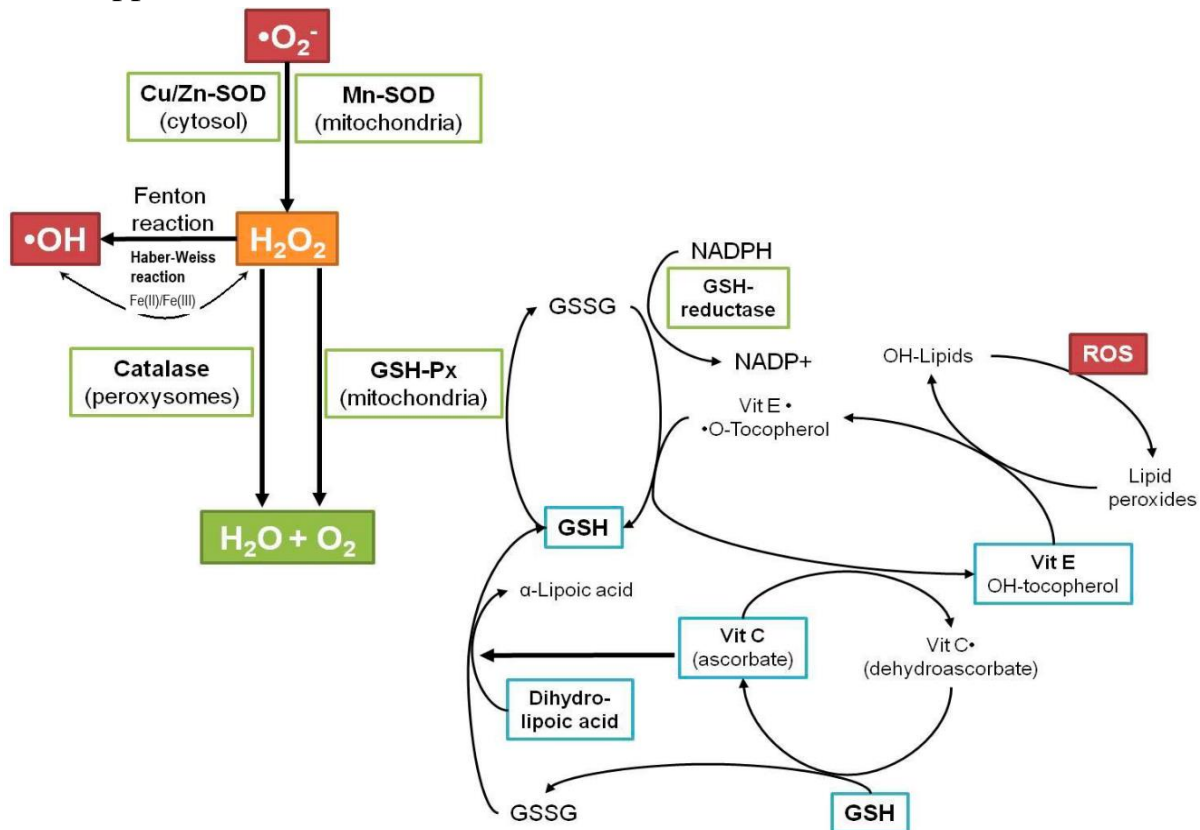 •O₂⁻
Cu/Zn-SOD
(cytosol)
Mn-SOD
(mitochondria)
Fenton
reaction
•OH
H₂O₂
Haber-Weiss
reaction
Fe(II)/Fe(III)
Catalase
(peroxysomes)
GSH-Px
(mitochondria)
H₂O + O₂
NADPH
GSH-
reductase
GSSG
NADP+
OH-Lipids
ROS
Vit E •
•O-Tocopherol
Lipid
peroxides
GSH
Vit E
OH-tocopherol
α-Lipoic acid
Vit C
(ascorbate)
Vit C•
(dehydroascorbate)
Dihydro-
lipoic acid
GSSG
GSH